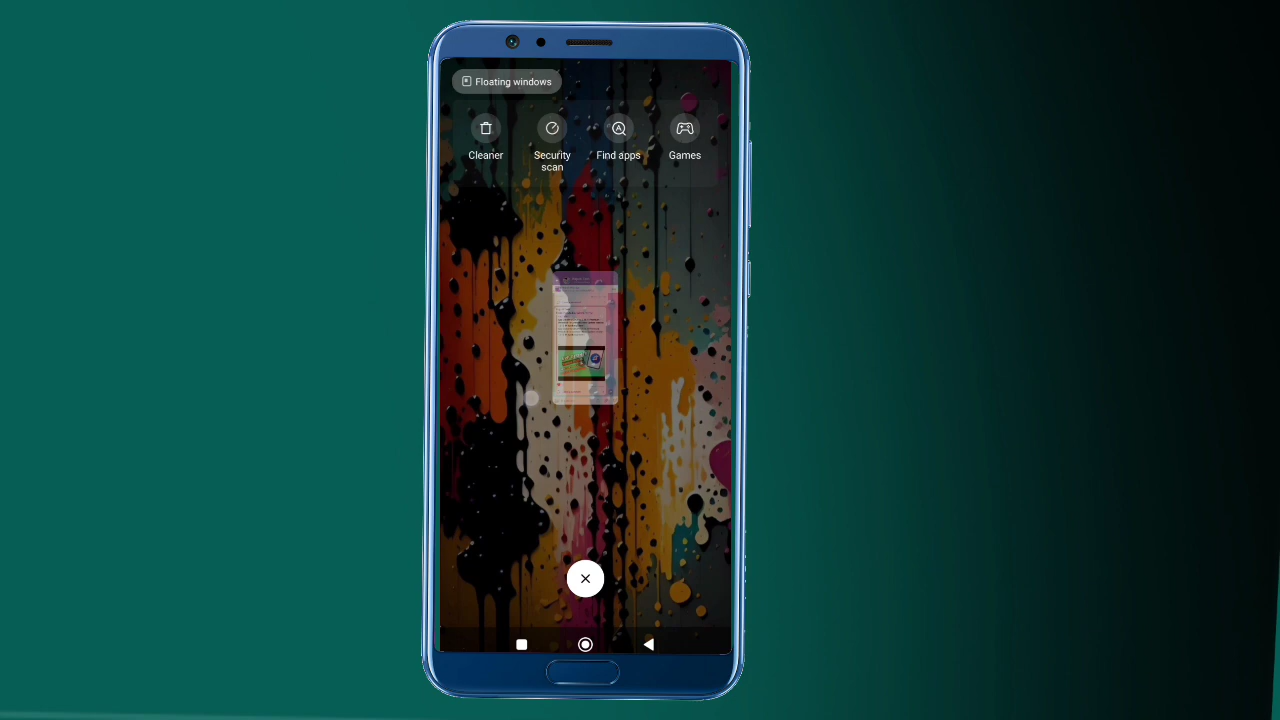 Floating windows
Cleaner
Security
scan
Find apps
Games